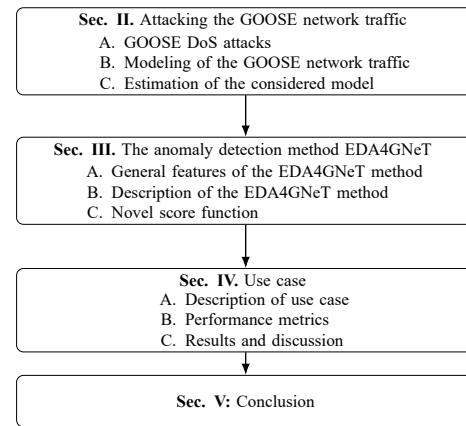 Sec. II. Attacking the GOOSE network traffic
A. GOOSE DoS attacks
B. Modeling of the GOOSE network traffic
C. Estimation of the considered model
Sec. III. The anomaly detection method EDA4GNeT
A. General features of the EDA4GNeT method
B. Description of the EDA4GNeT method
C. Novel score function
Sec. IV. Use case
A. Description of use case
B. Performance metrics
C. Results and discussion
Sec. V: Conclusion